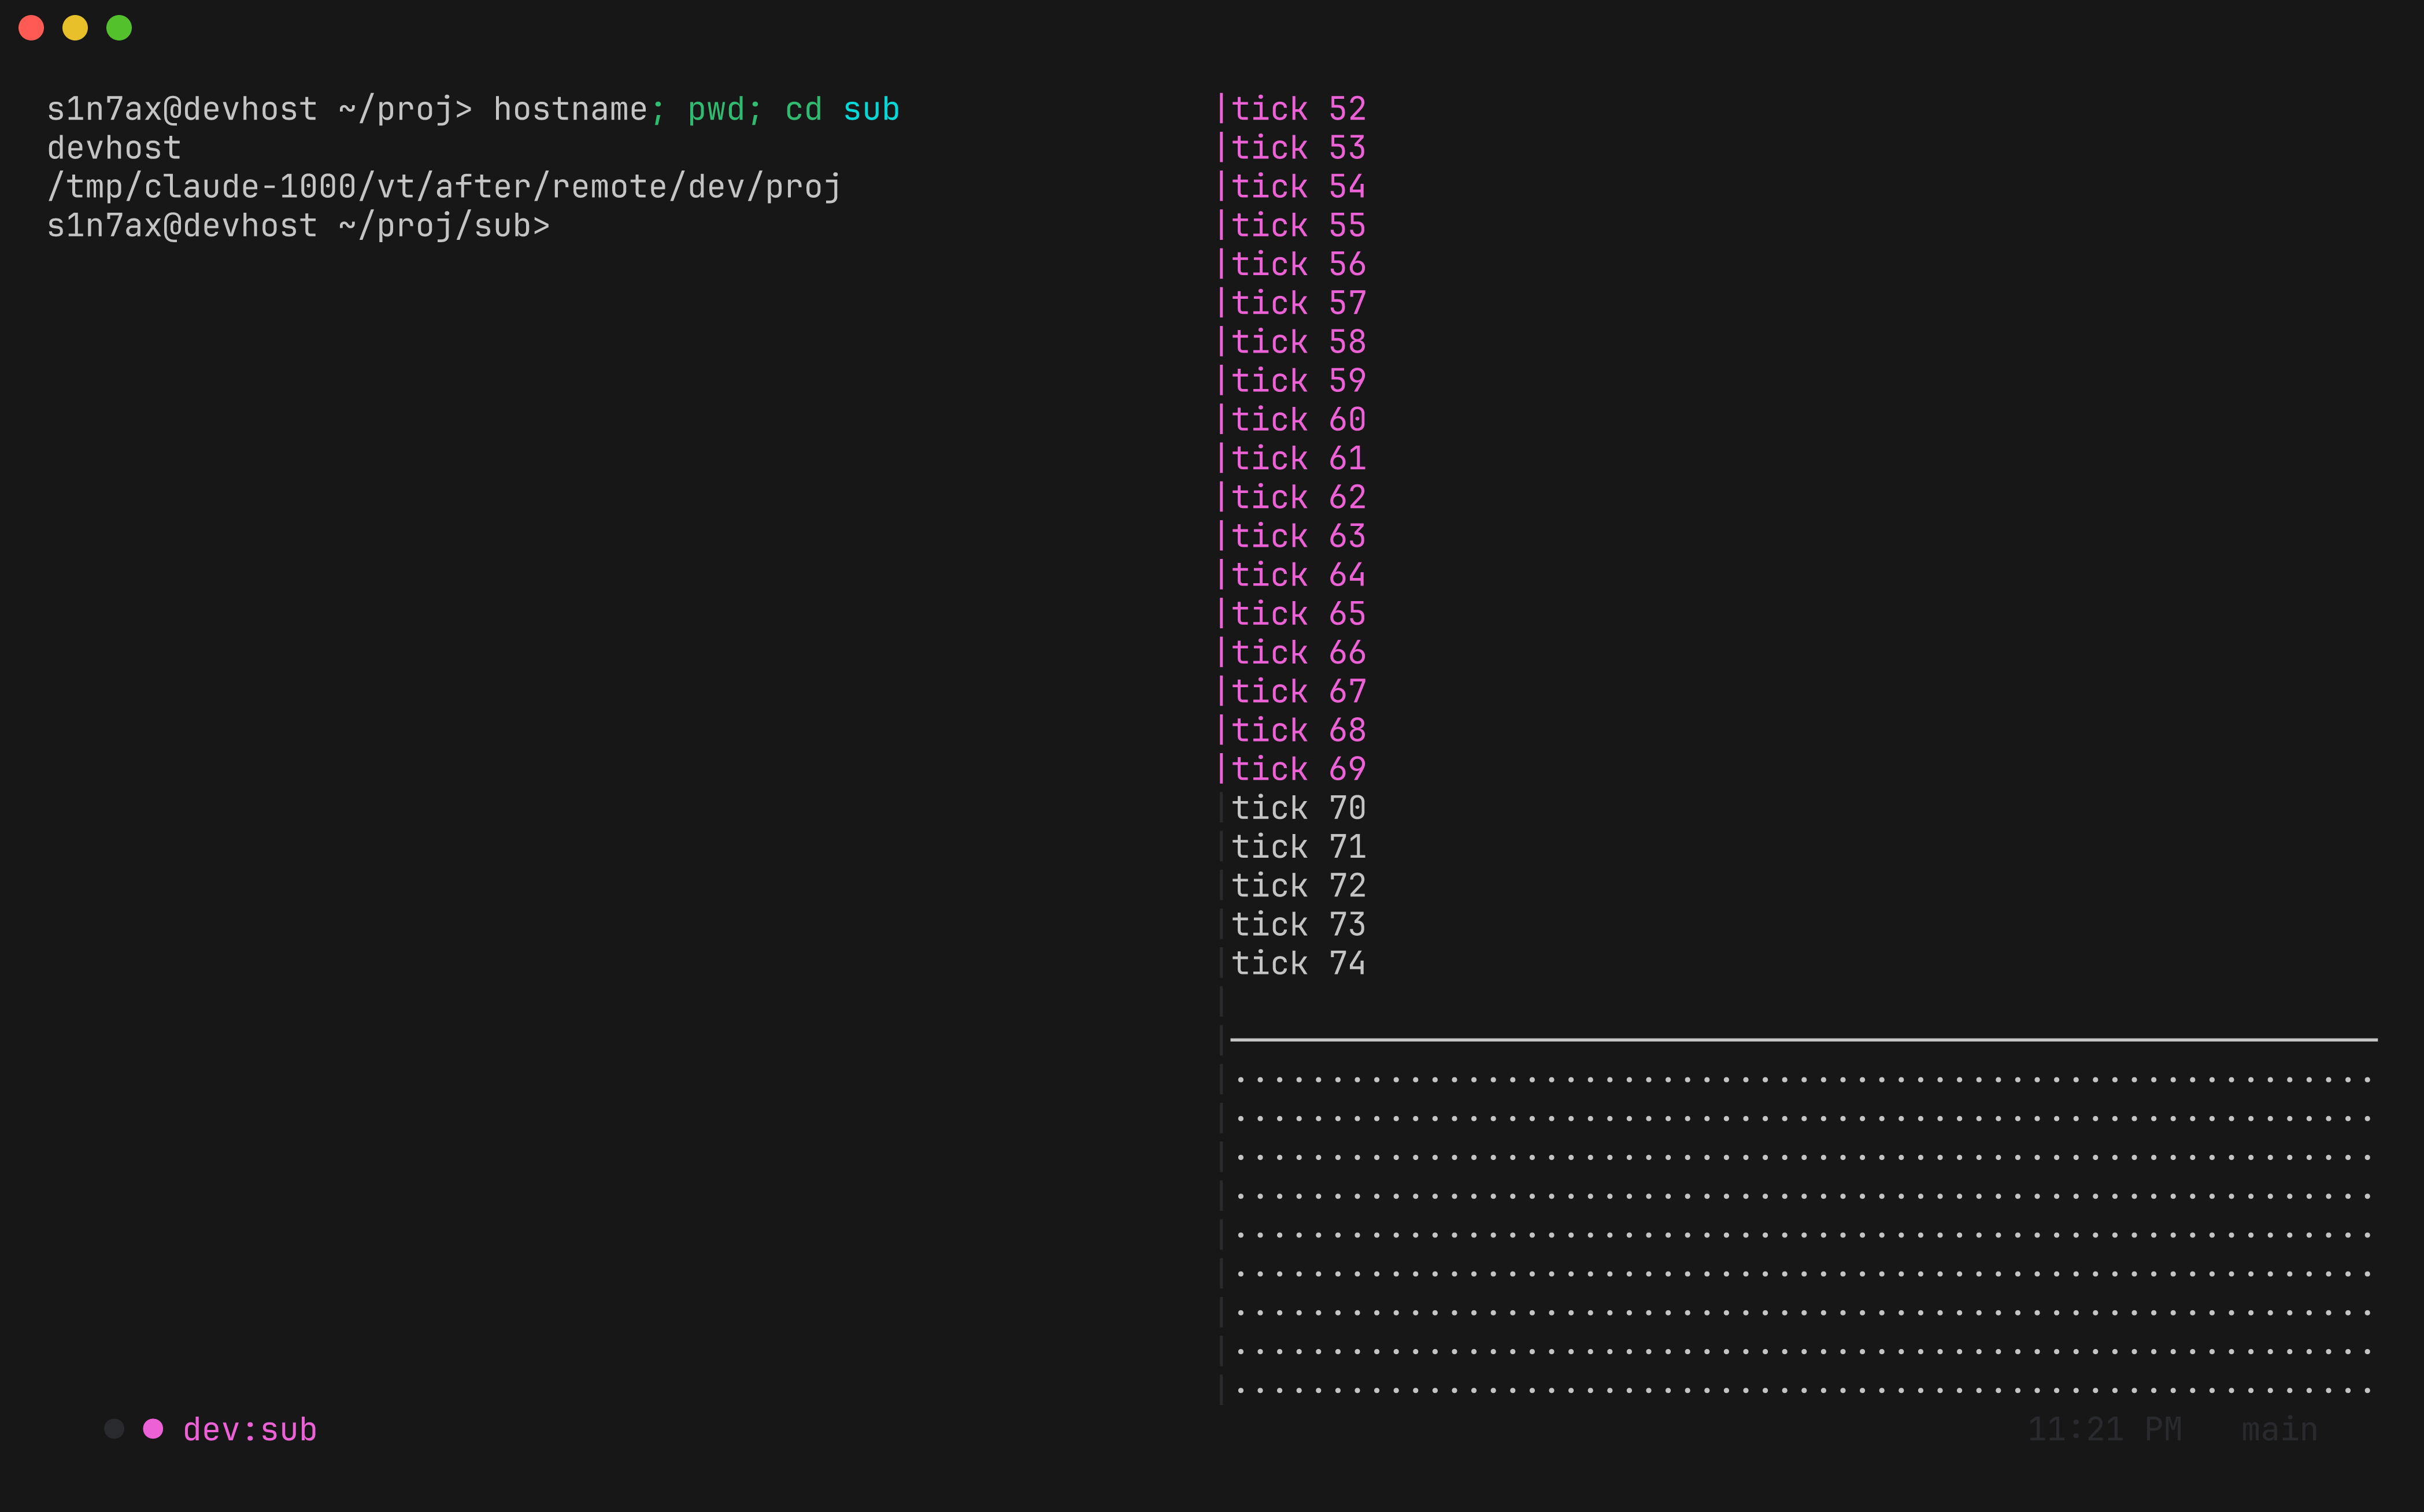 s1n7ax@devhost ~/proj> hostname; pwd; cd sub
devhost
/tmp/claude-1000/vt/after/remote/dev/proj
s1n7ax@devhost ~/proj/sub>
|tick 52
|tick 53
|tick 54
|tick 55
|tick 56
|tick 57
|tick 58
|tick 59
|tick 60
|tick 61
|tick 62
|tick 63
|tick 64
|tick 65
|tick 66
|tick 67
|tick 68
|tick 69
|tick 70
|tick 71
|tick 72
|tick 73
|tick 74
dev:sub
11:21 PM main